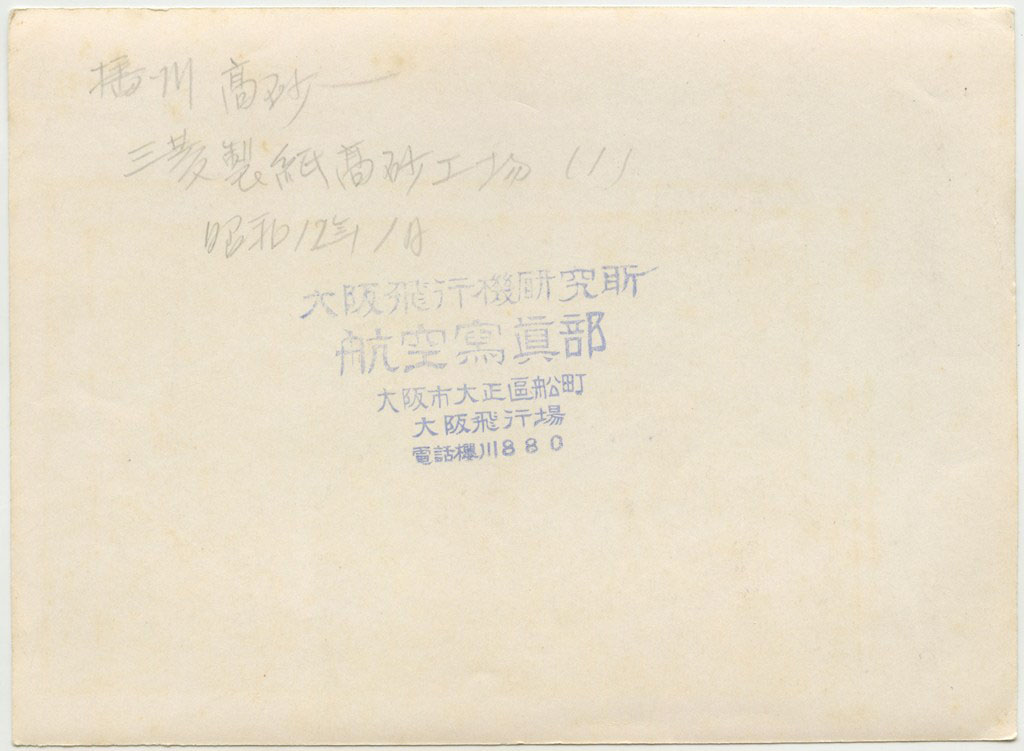 播州 高砂ー
三菱製紙高砂工場 (1)
昭和12年1月
大阪飛行機研究所
航空寫眞部
大阪市大正區船町
大阪飛行場
電話櫻川880